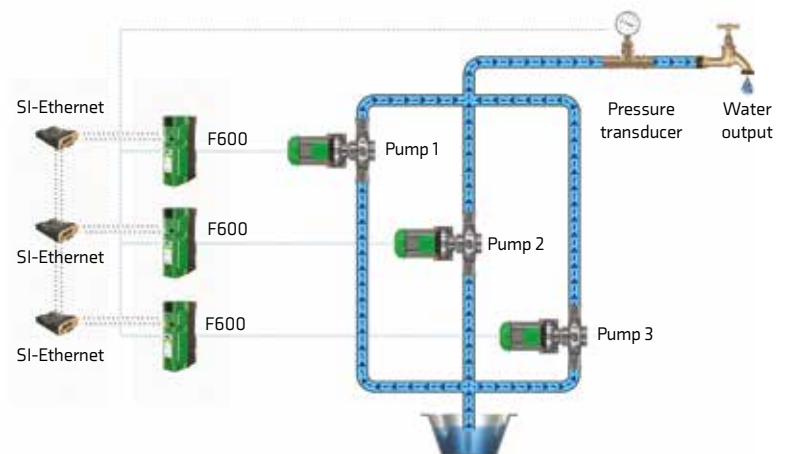 SI-Ethernet
F600
Pump 1
Pressure
transducer
Water
output
F600
SI-Ethernet
Pump 2
F600
SI-Ethernet
Pump 3